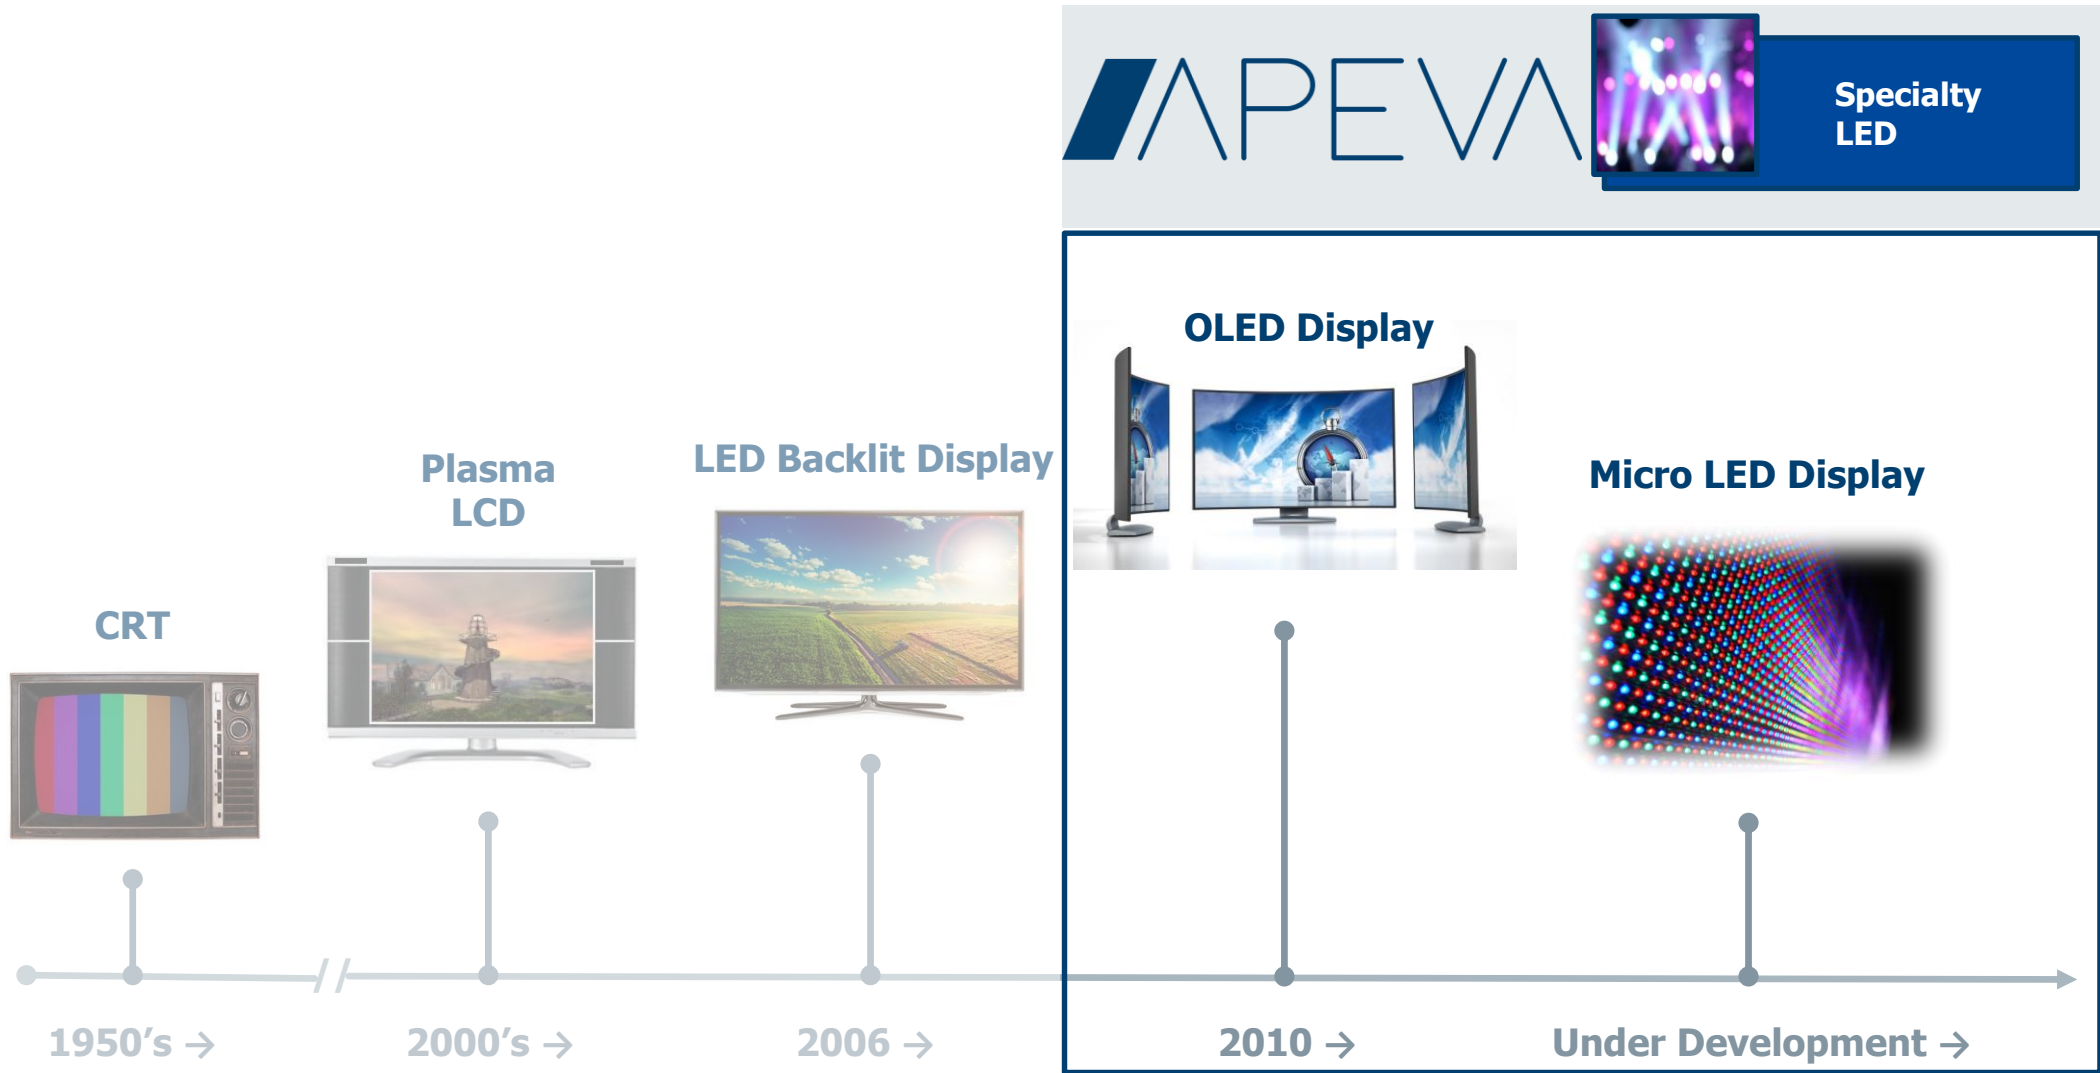 APEVA
Specialty
LED
OLED Display
LED Backlit Display
Plasma
LCD
Micro LED Display
CRT
1950's →
2000's →
2006 →
2010 →
Under Development →